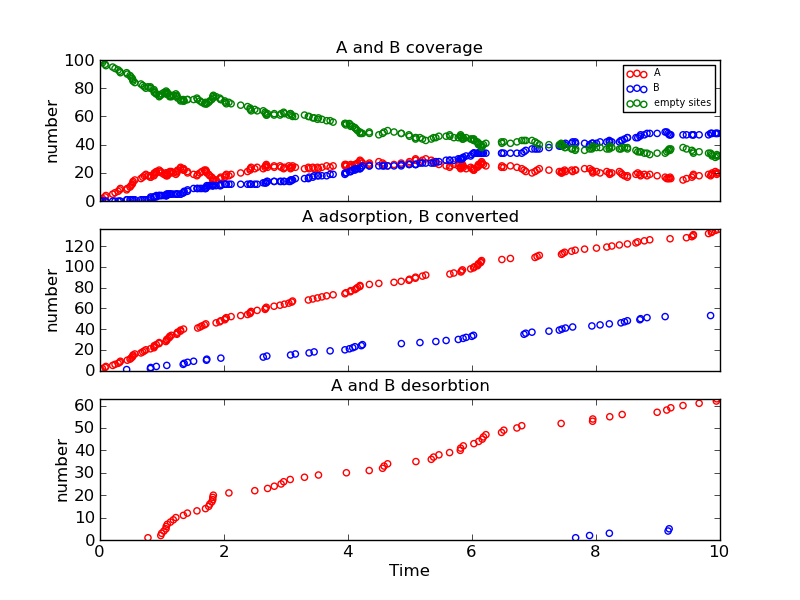 A and B coverage
100
80
60
40
20
0
number
A
B
empty sites
A adsorption, B converted
120
100
80
60
40
20
0
number
A and B desorbtion
60
50
40
30
20
10
0
number
0 2 4 6 8 10
Time